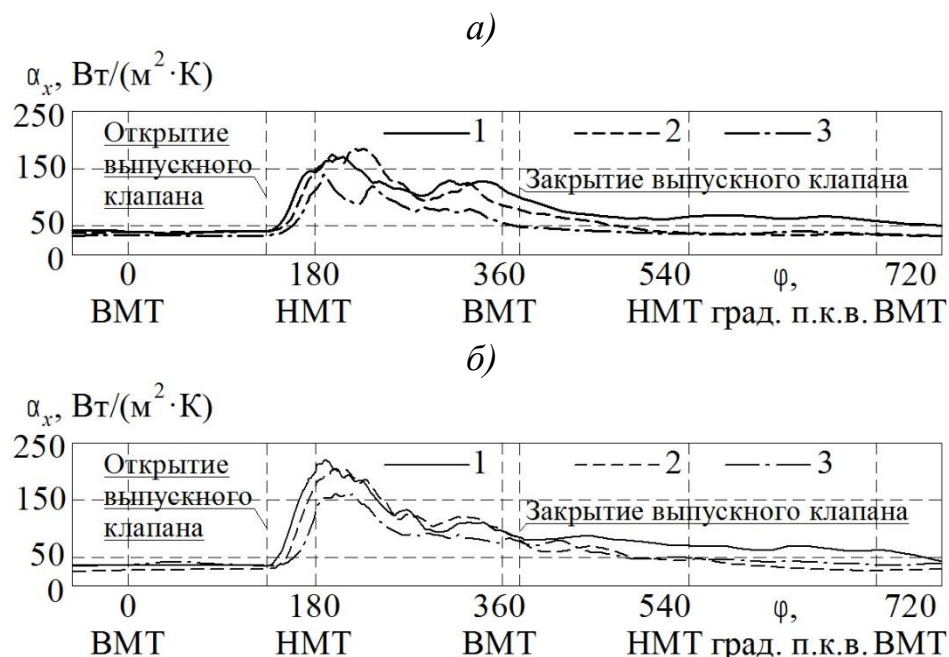 а)
αₓ, Вт/(м²·К)
250
150
50
0
Открытие
выпускного
клапана
1 2 3
Закрытие выпускного клапана
0 180 360 540 φ, 720
ВМТ НМТ ВМТ НМТ град. п.к.в. ВМТ
б)
αₓ, Вт/(м²·К)
250
150
50
0
Открытие
выпускного
клапана
1 2 3
Закрытие выпускного клапана
0 180 360 540 φ, 720
ВМТ НМТ ВМТ НМТ град. п.к.в. ВМТ